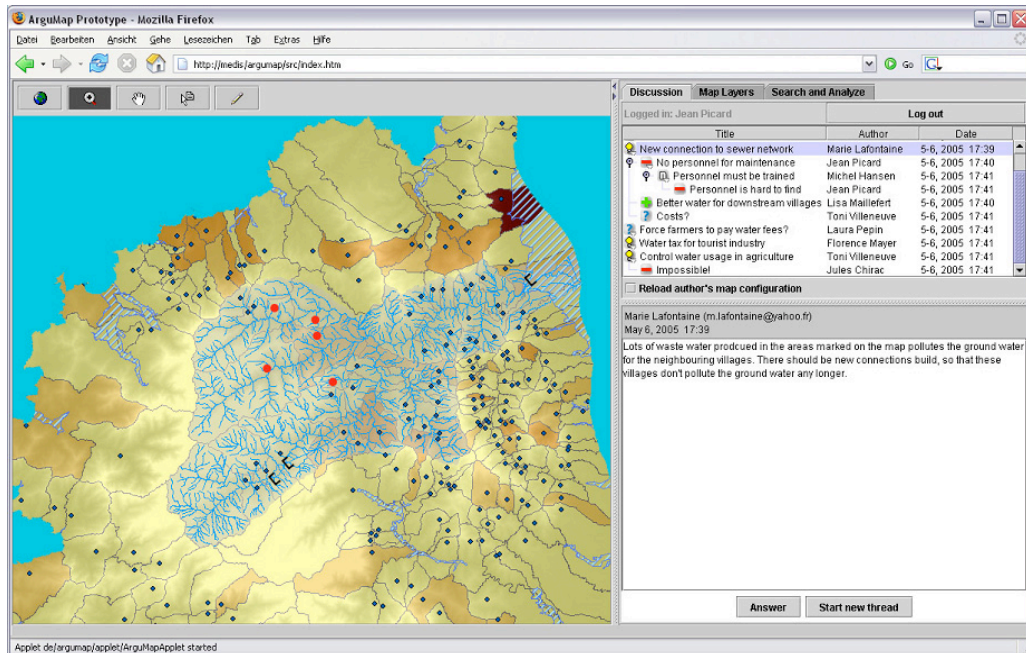 ArguMap Prototype - Mozilla Firefox
Datei Bearbeiten Ansicht Gehe Lesezeichen Tab Extras Hilfe
http://medis/argumap/src/index.htm Go G
Discussion Map Layers Search and Analyze
Logged in: Jean Picard Log out
Title Author Date
New connection to sewer network Marie Lafontaine 5-6, 2005 17:39
No personnel for maintenance Jean Picard 5-6, 2005 17:40
Personnel must be trained Michel Hansen 5-6, 2005 17:41
Personnel is hard to find Jean Picard 5-6, 2005 17:41
Better water for downstream villages Lisa Maillefert 5-6, 2005 17:40
? Costs? Toni Villeneuve 5-6, 2005 17:41
? Force farmers to pay water fees? Laura Pepin 5-6, 2005 17:41
Water tax for tourist industry Florence Mayer 5-6, 2005 17:41
Control water usage in agriculture Toni Villeneuve 5-6, 2005 17:41
Impossible! Jules Chirac 5-6, 2005 17:41
Reload author's map configuration
Marie Lafontaine (m.lafontaine@yahoo.fr)
May 6, 2005 17:39
Lots of waste water prodcued in the areas marked on the map pollutes the ground water
for the neighbouring villages. There should be new connections build, so that these
villages don't pollute the ground water any longer.
E
E
E
Answer Start new thread
Applet de/argumap/applet/ArguMapApplet started